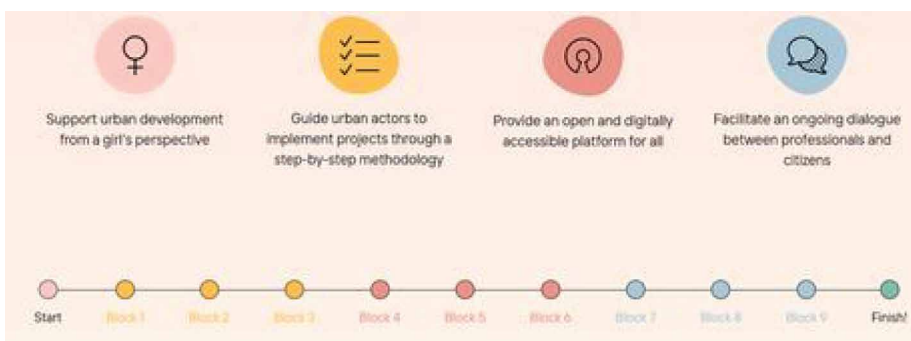 Support urban development
from a girl's perspective
Guide urban actors to
implement projects through a
step-by-step methodology
Provide an open and digitally
accessible platform for all
Facilitate an ongoing dialogue
between professionals and
citizens
Start Block 1 Block 2 Block 3 Block 4 Block 5 Block 6 Block 7 Block 8 Block 9 Finish!